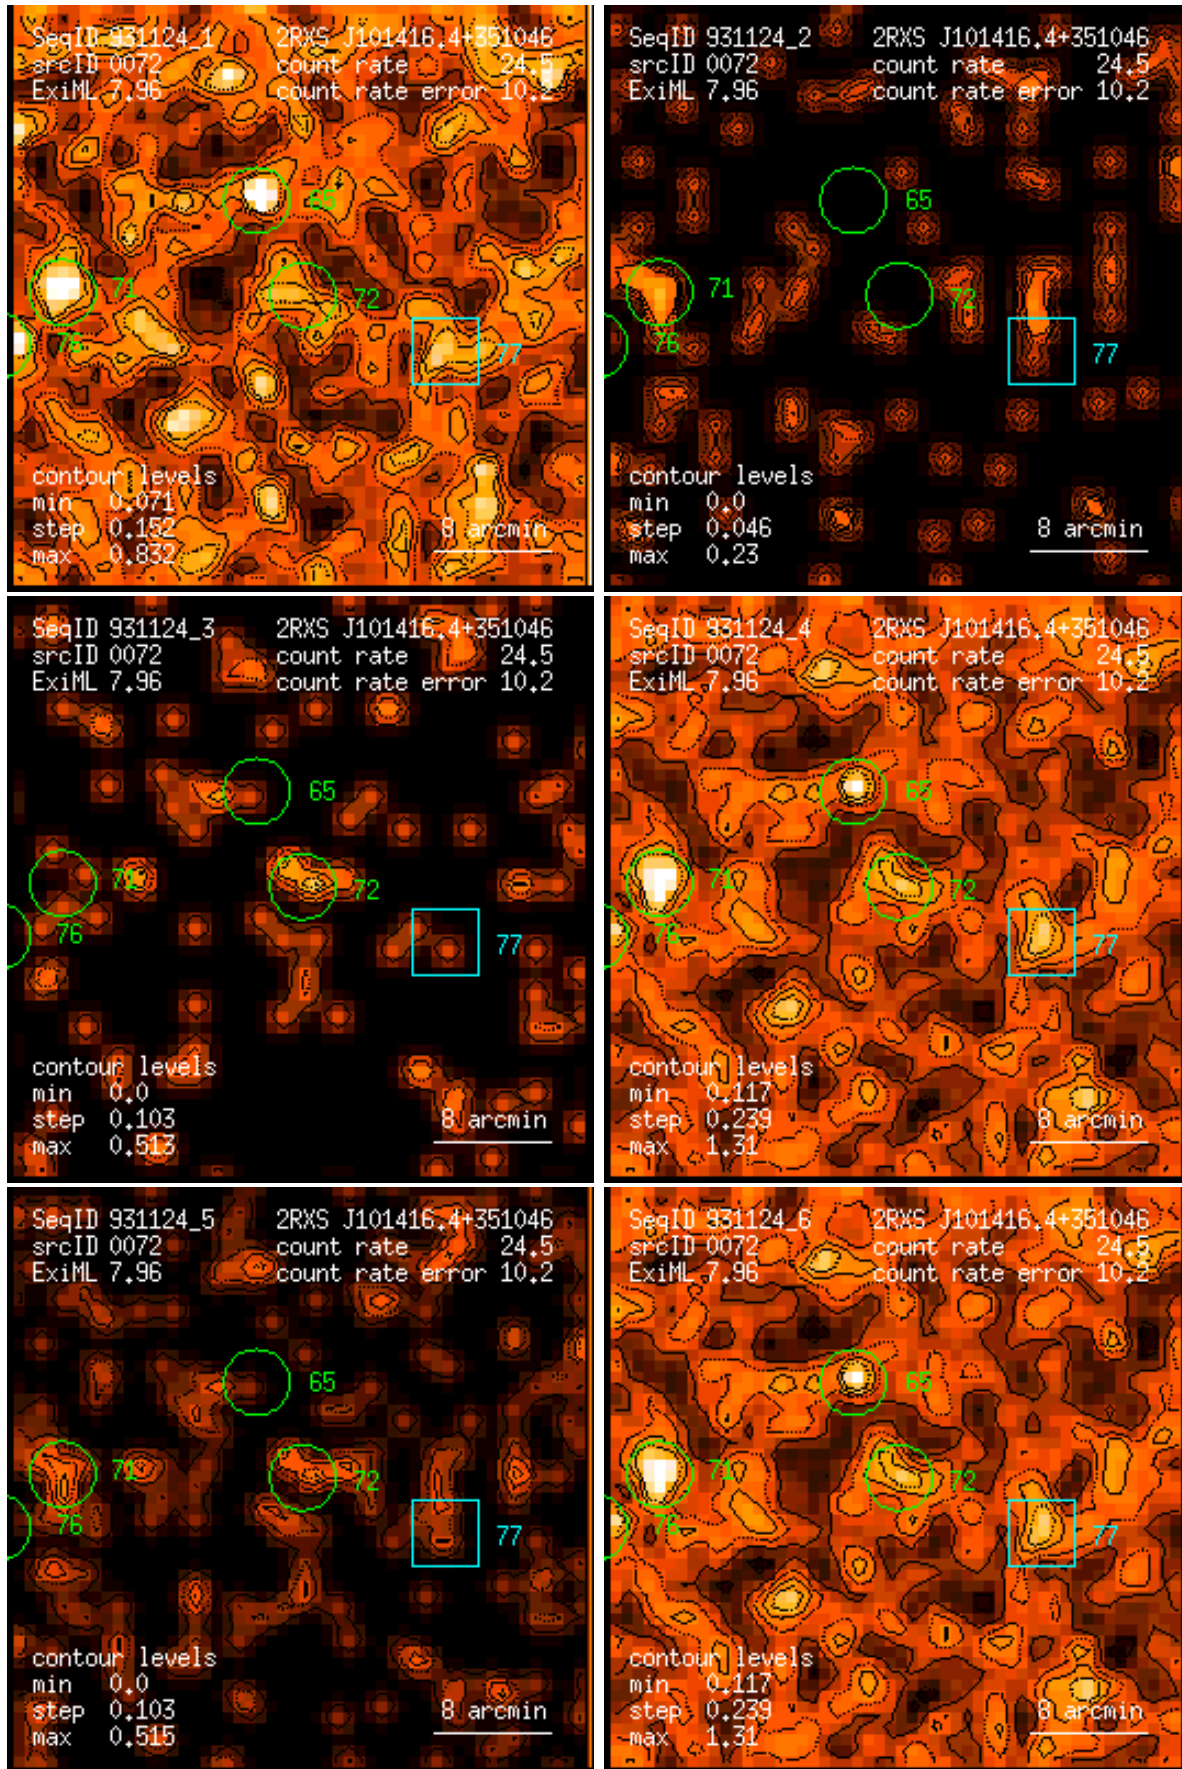 SeqID 931124_1 2RXS J101416.4+351046
srcID 0072 count rate 24.5
ExiML 7.96 count rate error 10.2
65
71
72
76
77
contour levels
min 0.071
step 0.152 8 arcmin
max 0.832
SeqID 931124_2 2RXS J101416.4+351046
srcID 0072 count rate 24.5
ExiML 7.96 count rate error 10.2
65
71
72
76
77
contour levels
min 0.0
step 0.046 8 arcmin
max 0.23
SeqID 931124_3 2RXS J101416.4+351046
srcID 0072 count rate 24.5
ExiML 7.96 count rate error 10.2
65
71
72
76
77
contour levels
min 0.0
step 0.103 8 arcmin
max 0.513
SeqID 931124_4 2RXS J101416.4+351046
srcID 0072 count rate 24.5
ExiML 7.96 count rate error 10.2
65
71
72
76
77
contour levels
min 0.117
step 0.239 8 arcmin
max 1.31
SeqID 931124_5 2RXS J101416.4+351046
srcID 0072 count rate 24.5
ExiML 7.96 count rate error 10.2
65
71
72
76
77
contour levels
min 0.0
step 0.103 8 arcmin
max 0.515
SeqID 931124_6 2RXS J101416.4+351046
srcID 0072 count rate 24.5
ExiML 7.96 count rate error 10.2
65
71
72
76
77
contour levels
min 0.117
step 0.239 8 arcmin
max 1.31